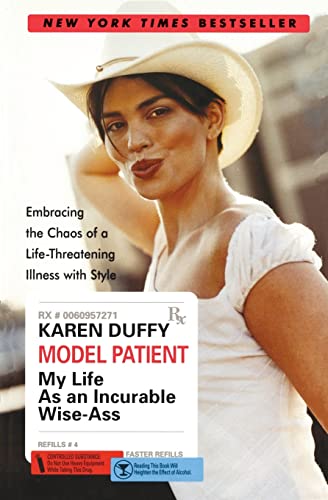 NEW YORK TIMES BESTSELLER
Embracing
the Chaos of a
Life-Threatening
Illness with Style
RX # 0060957271
Rx
KAREN DUFFY
MODEL PATIENT
My Life
As an Incurable
Wise-Ass
REFILLS # 4
FASTER REFILLS
CONTROLLED SUBSTANCE
Do Not Use Heavy Equipment
While Taking This Drug.
Reading This Book Will
Heighten the Effect of Alcohol.